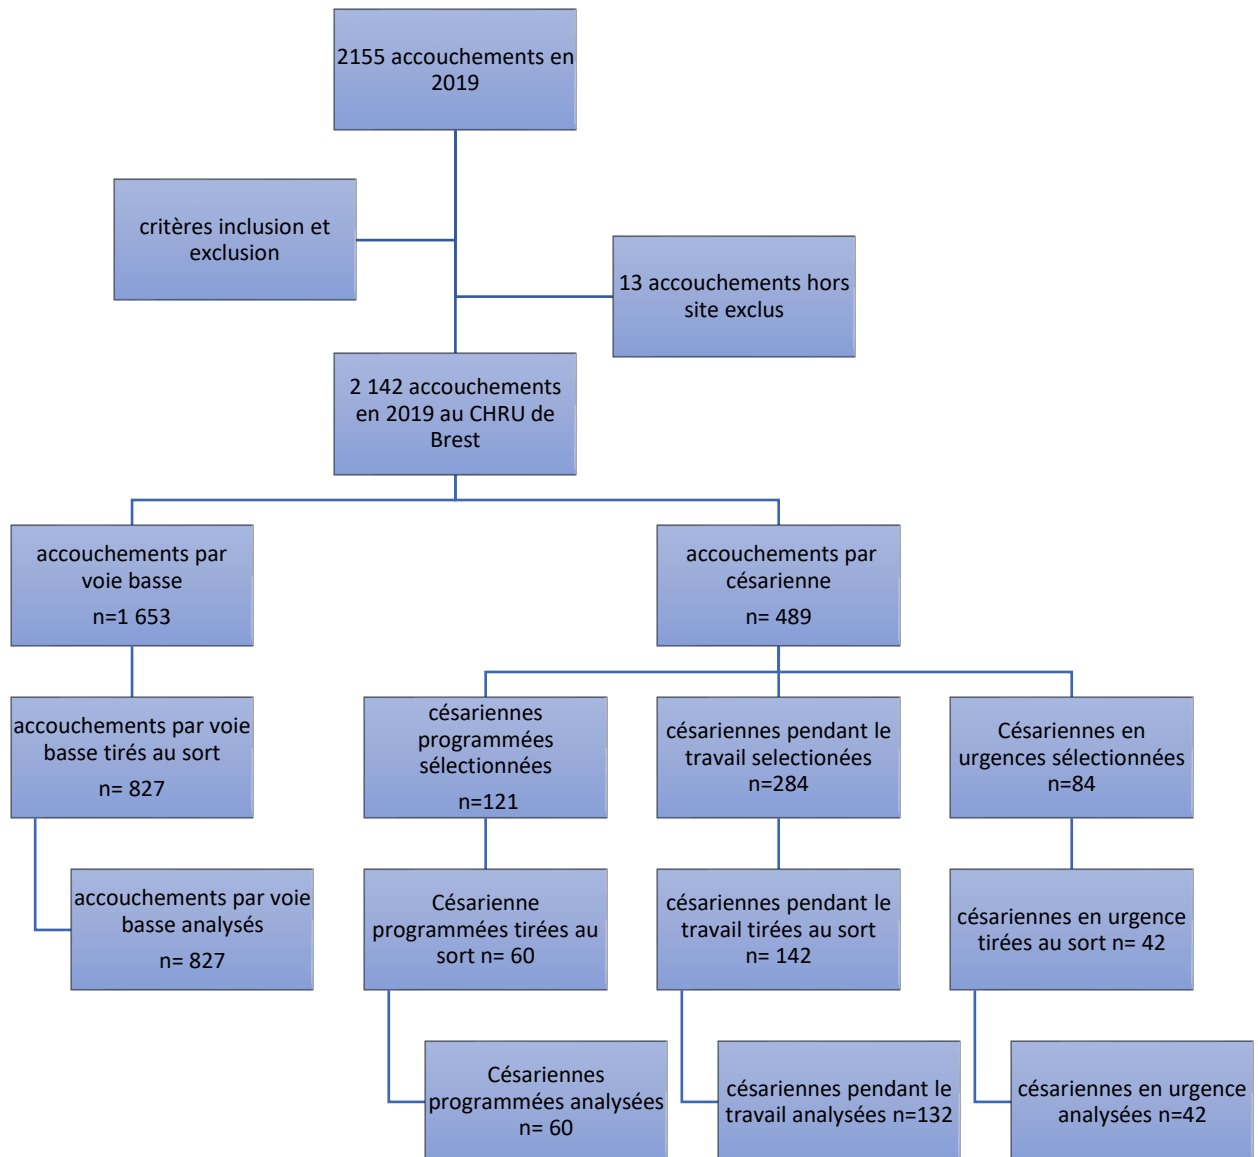 2155 accouchements en
2019
critères inclusion et
exclusion
13 accouchements hors
site exclus
2 142 accouchements
en 2019 au CHRU de
Brest
accouchements par
voie basse
n=1 653
accouchements par
césarienne
n= 489
accouchements par voie
basse tirés au sort
n= 827
césariennes
programmées
sélectionnées
n=121
césariennes pendant le
travail selectionées
n=284
Césariennes en
urgences sélectionnées
n=84
accouchements par voie
basse analysés
n= 827
Césarienne
programmées tirées au
sort n= 60
césariennes pendant le
travail tirées au sort
n= 142
césariennes en urgence
tirées au sort n= 42
Césariennes
programmées analysées
n= 60
césariennes pendant le
travail analysées n=132
césariennes en urgence
analysées n=42